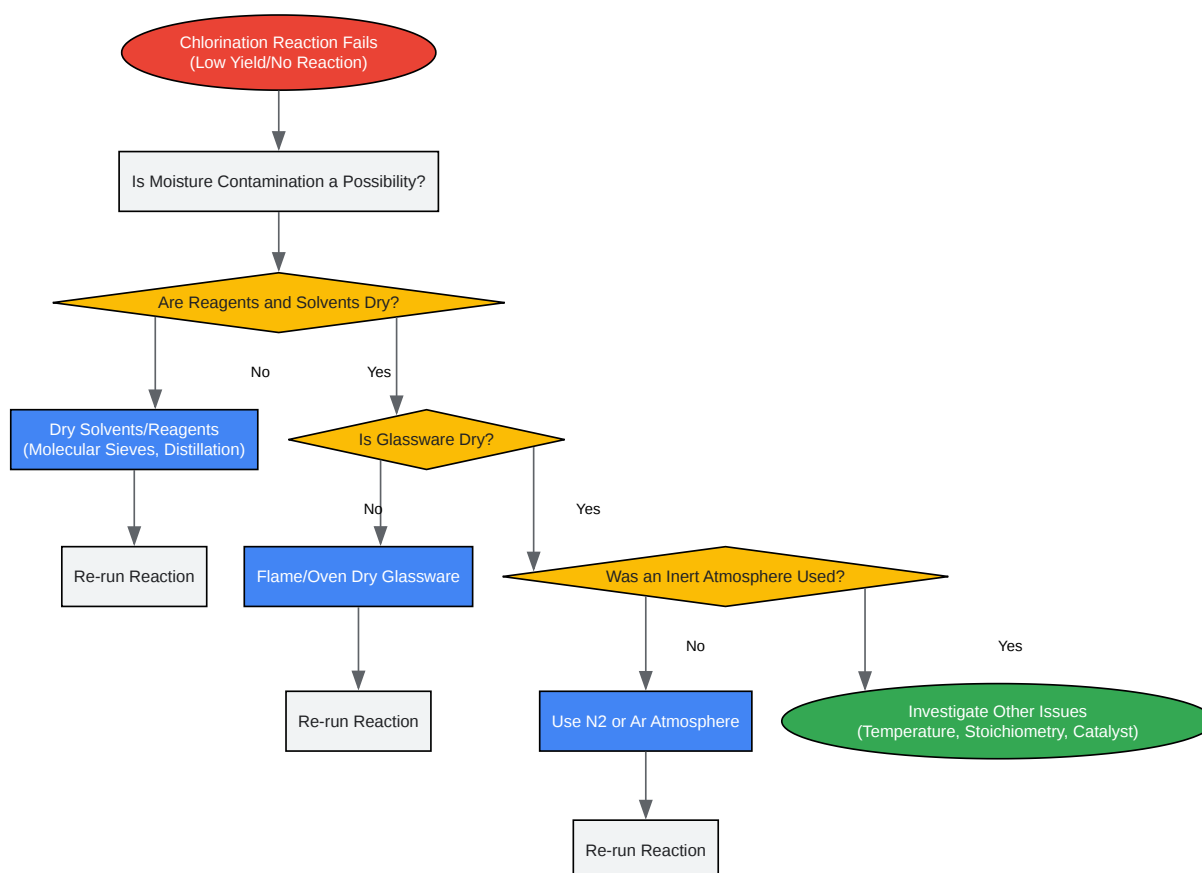 Chlorination Reaction Fails
(Low Yield/No Reaction)
Is Moisture Contamination a Possibility?
Are Reagents and Solvents Dry?
No
Yes
Dry Solvents/Reagents
(Molecular Sieves, Distillation)
Is Glassware Dry?
No
Yes
Re-run Reaction
Flame/Oven Dry Glassware
Was an Inert Atmosphere Used?
No
Yes
Re-run Reaction
Use N2 or Ar Atmosphere
Investigate Other Issues
(Temperature, Stoichiometry, Catalyst)
Re-run Reaction